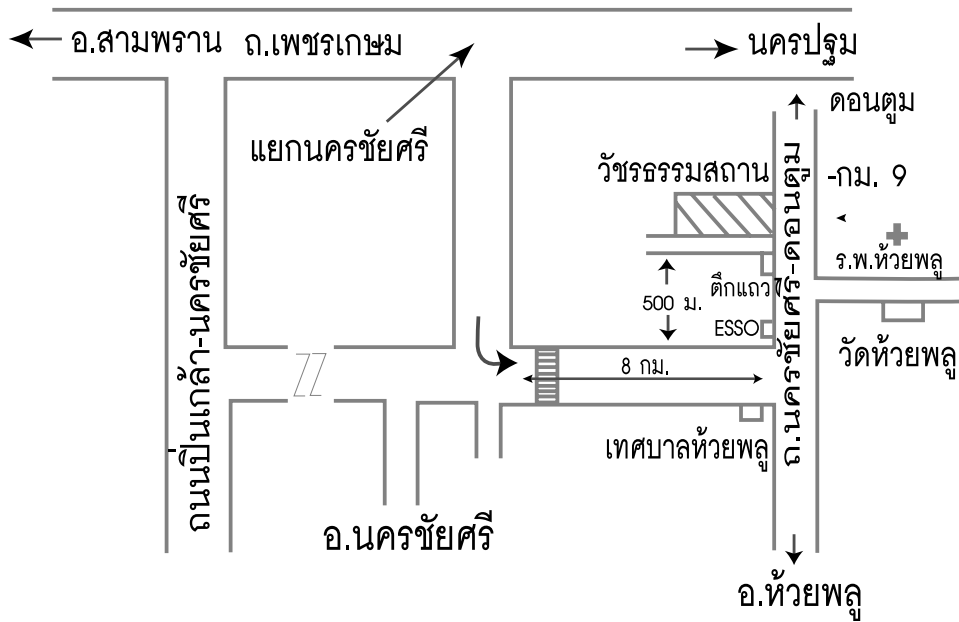 อ.สามพราน
ถ.เพชรเกษม
นครปฐม
ดอนตูม
แยกนครชัยศรี
วัชรธรรมสถาน
-กม. 9
ร.พ.ห้วยพลู
ตึกแถว
500 ม.
ESSO
วัดห้วยพลู
8 กม.
ถนนปิ่นเกล้า-นครชัยศรี
ถ.นครชัยศรี-ดอนตูม
เทศบาลห้วยพลู
อ.นครชัยศรี
อ.ห้วยพลู